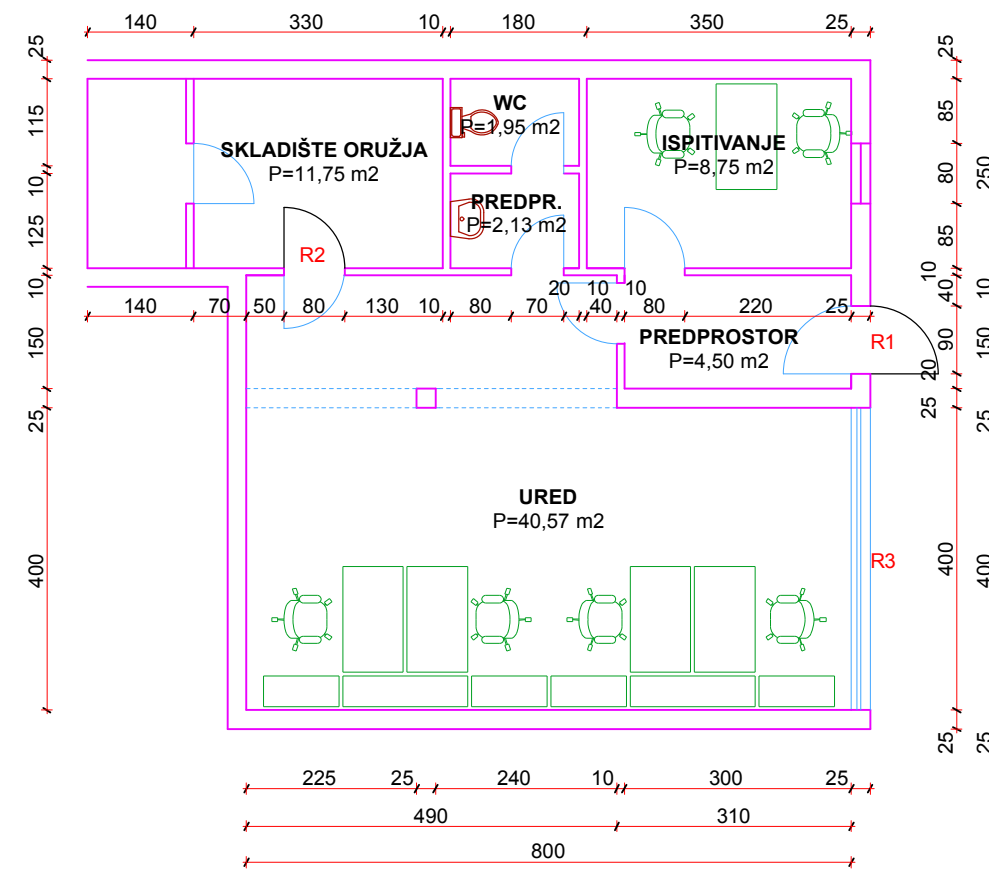 140 330 10 180 350 25
25 25
115 85
WC
P=1,95 m2
SKLADIŠTE ORUŽJA
P=11,75 m2
ISPITIVANJE
P=8,75 m2
10 80 250
PREDPR.
P=2,13 m2
125 85
R2
10 10
10 40 10
20 10 10
140 70 50 80 130 10 80 70 40 80 220 25
150 90 150
PREDPROSTOR
P=4,50 m2
R1
20
25 25 25
URED
P=40,57 m2
R3
400 400 400
25 25
225 25 240 10 300 25
490 310
800